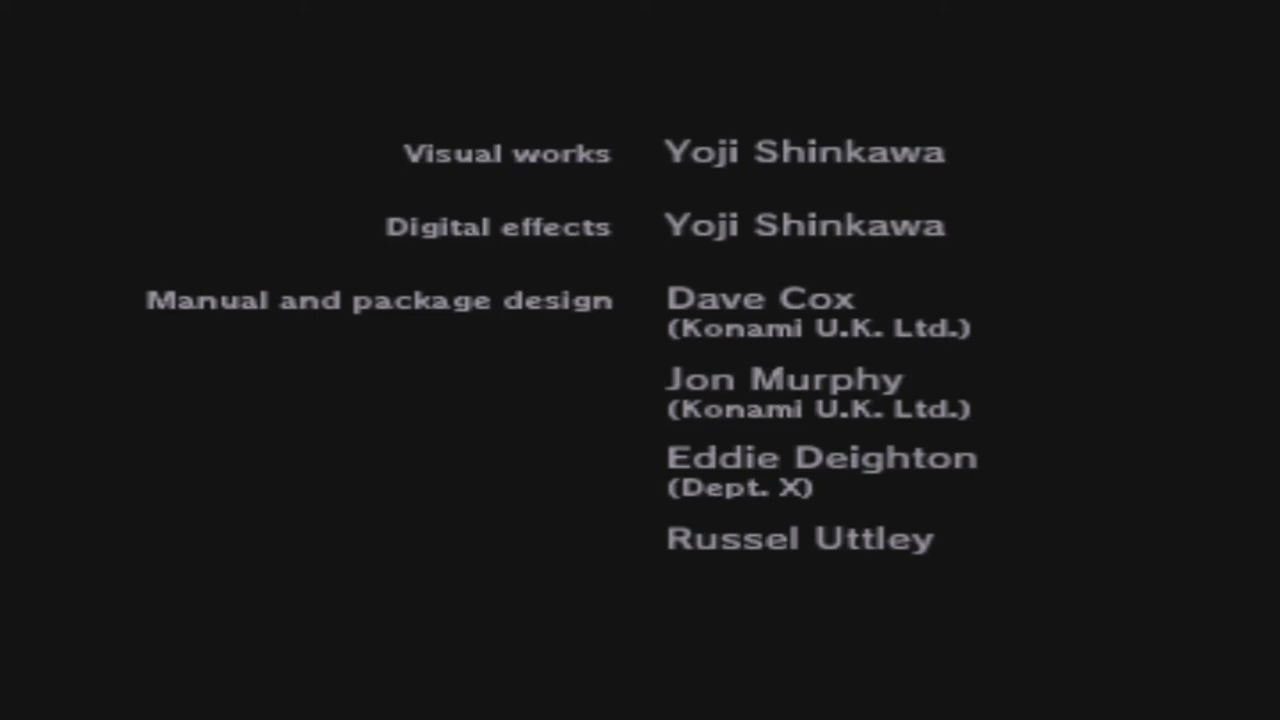 Visual works Yoji Shinkawa
Digital effects Yoji Shinkawa
Manual and package design Dave Cox
(Konami U.K. Ltd.)
Jon Murphy
(Konami U.K. Ltd.)
Eddie Deighton
(Dept. X)
Russel Uttley